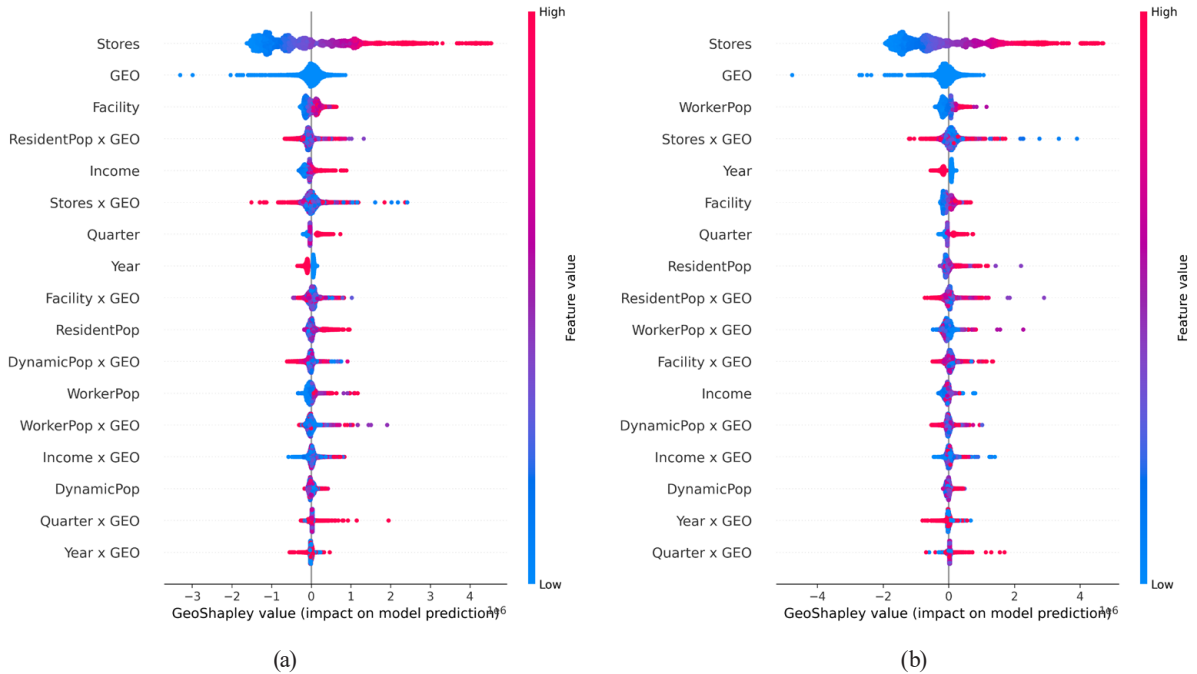 High
Stores
GEO
Facility
ResidentPop x GEO
Income
Stores x GEO
Quarter
Year
Facility x GEO
ResidentPop
DynamicPop x GEO
WorkerPop
WorkerPop x GEO
Income x GEO
DynamicPop
Quarter x GEO
Year x GEO
Feature value
Low
−3 −2 −1 0 1 2 3 4
1e6
GeoShapley value (impact on model prediction)
(a)
High
Stores
GEO
WorkerPop
Stores x GEO
Year
Facility
Quarter
ResidentPop
ResidentPop x GEO
WorkerPop x GEO
Facility x GEO
Income
DynamicPop x GEO
Income x GEO
DynamicPop
Year x GEO
Quarter x GEO
Feature value
Low
−4 −2 0 2 4
1e6
GeoShapley value (impact on model prediction)
(b)